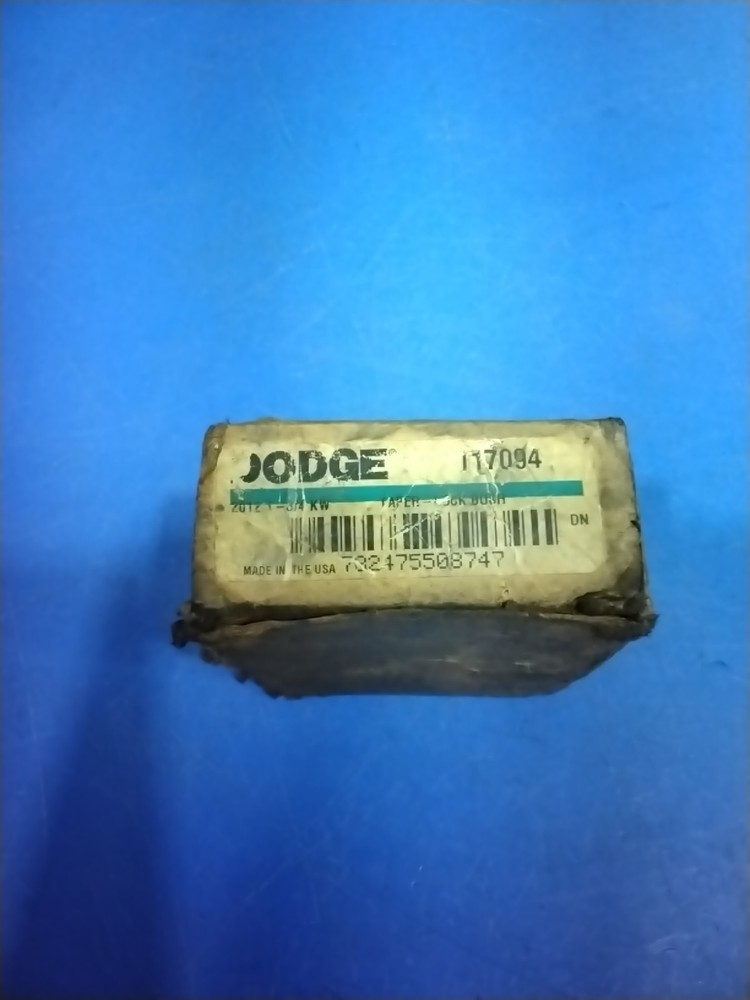 DODGE 117094
2012 1-3/4 KW TAPER-LOCK BUSH
DN
MADE IN THE USA 732475508747